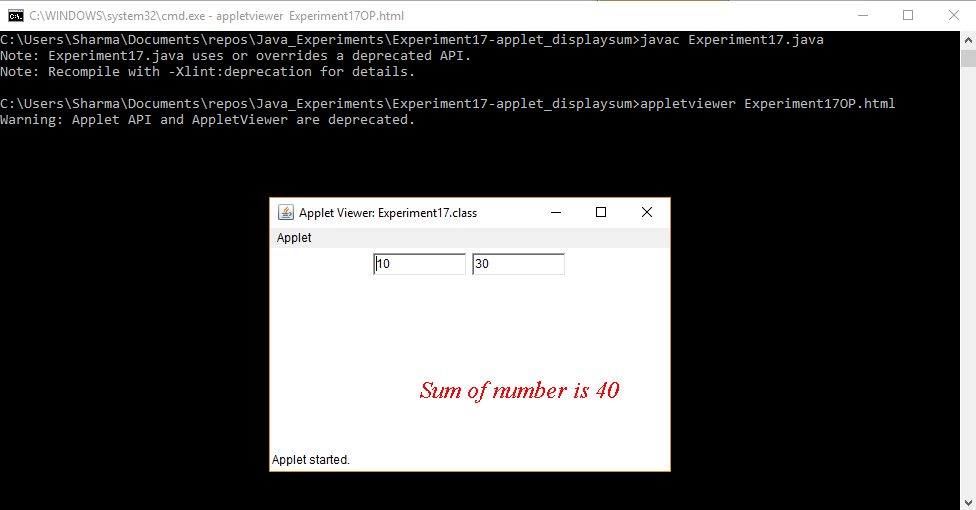 C:\WINDOWS\system32\cmd.exe - appletviewer  Experiment17OP.html
C:\Users\Sharma\Documents\repos\Java_Experiments\Experiment17-applet_displaysum>javac Experiment17.java
Note: Experiment17.java uses or overrides a deprecated API.
Note: Recompile with -Xlint:deprecation for details.
C:\Users\Sharma\Documents\repos\Java_Experiments\Experiment17-applet_displaysum>appletviewer Experiment17OP.html
Warning: Applet API and AppletViewer are deprecated.
Applet Viewer: Experiment17.class
Applet
10 30
Sum of number is 40
Applet started.